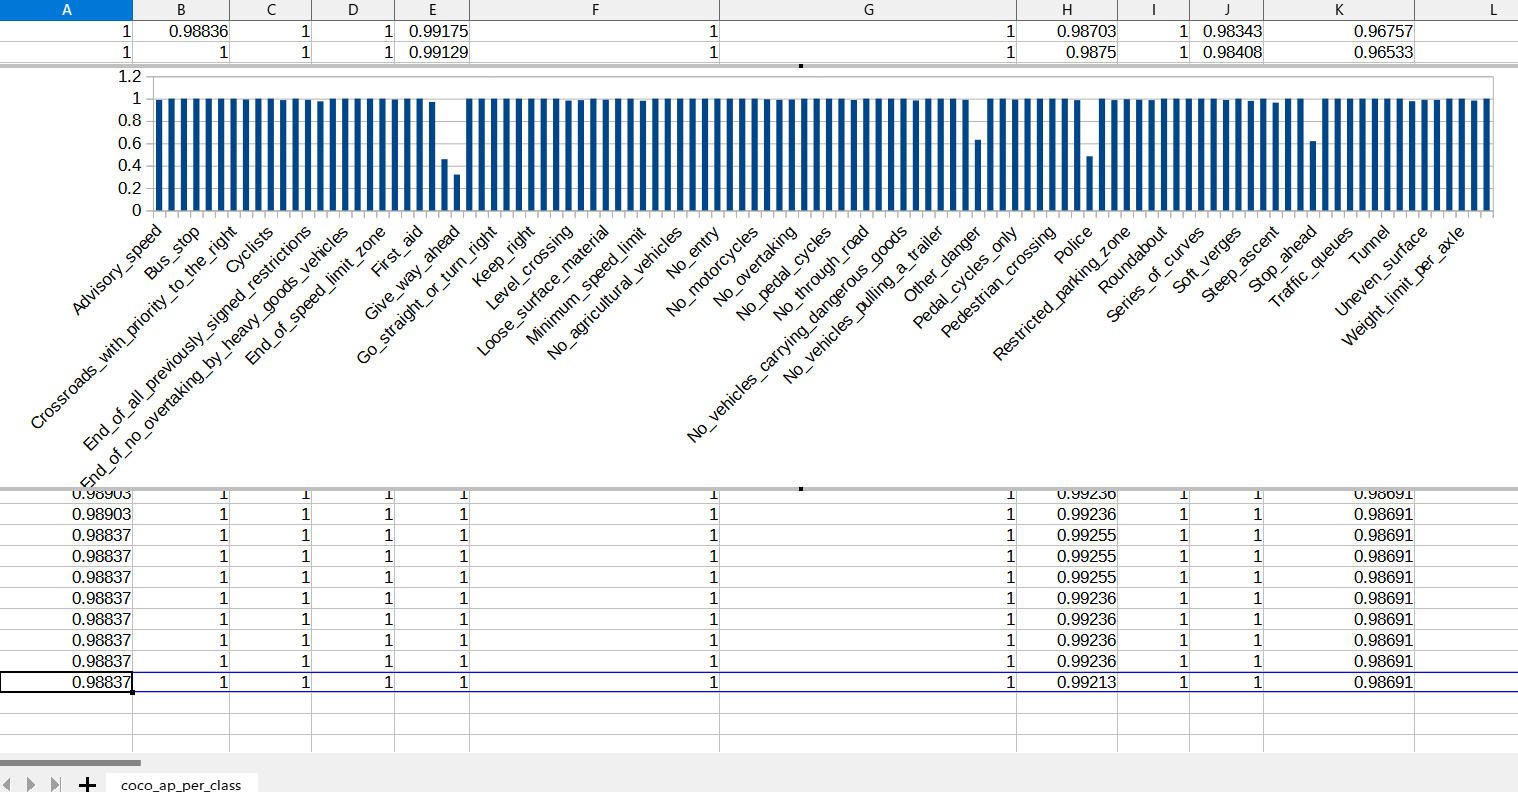 A B C D E F G H I J K L
1 0.98836 1 1 0.99175 1 1 0.98703 1 0.98343 0.96757
1 1 1 1 0.99129 1 1 0.9875 1 0.98408 0.96533
1.2
1
0.8
0.6
0.4
0.2
0
Advisory_speed
Bus_stop
Crossroads_with_priority_to_the_right
Cyclists
End_of_all_previously_signed_restrictions
End_of_no_overtaking_by_heavy_goods_vehicles
End_of_speed_limit_zone
First_aid
Give_way_ahead
Go_straight_or_turn_right
Keep_right
Level_crossing
Loose_surface_material
Minimum_speed_limit
No_agricultural_vehicles
No_entry
No_motorcycles
No_overtaking
No_pedal_cycles
No_through_road
No_vehicles_carrying_dangerous_goods
No_vehicles_pulling_a_trailer
Other_danger
Pedal_cycles_only
Pedestrian_crossing
Police
Restricted_parking_zone
Roundabout
Series_of_curves
Soft_verges
Steep_ascent
Stop_ahead
Traffic_queues
Tunnel
Uneven_surface
Weight_limit_per_axle
0.98903 1 1 1 1 1 1 0.99236 1 1 0.98691
0.98903 1 1 1 1 1 1 0.99236 1 1 0.98691
0.98837 1 1 1 1 1 1 0.99255 1 1 0.98691
0.98837 1 1 1 1 1 1 0.99255 1 1 0.98691
0.98837 1 1 1 1 1 1 0.99255 1 1 0.98691
0.98837 1 1 1 1 1 1 0.99236 1 1 0.98691
0.98837 1 1 1 1 1 1 0.99236 1 1 0.98691
0.98837 1 1 1 1 1 1 0.99236 1 1 0.98691
0.98837 1 1 1 1 1 1 0.99236 1 1 0.98691
0.98837 1 1 1 1 1 1 0.99213 1 1 0.98691
coco_ap_per_class